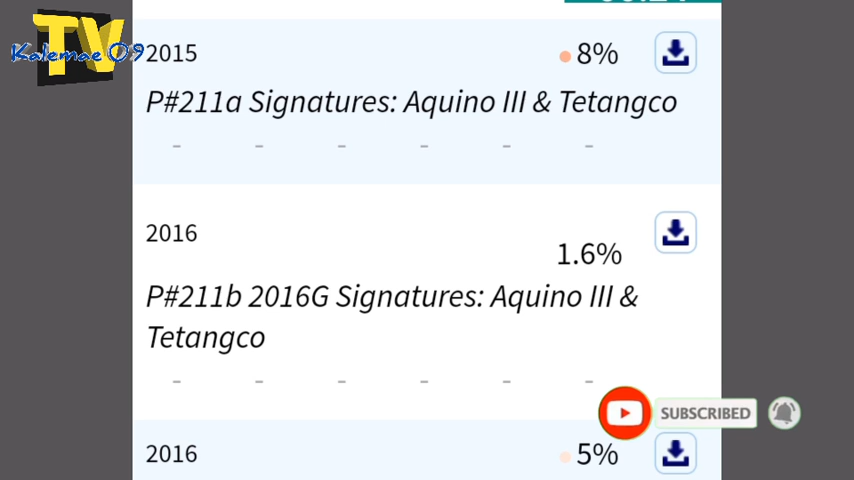 TV
Kalemae 09
2015
8%
P#211a Signatures: Aquino III & Tetangco
- - - - - -
2016
1.6%
P#211b 2016G Signatures: Aquino III &
Tetangco
- - - - - -
SUBSCRIBED
2016
5%